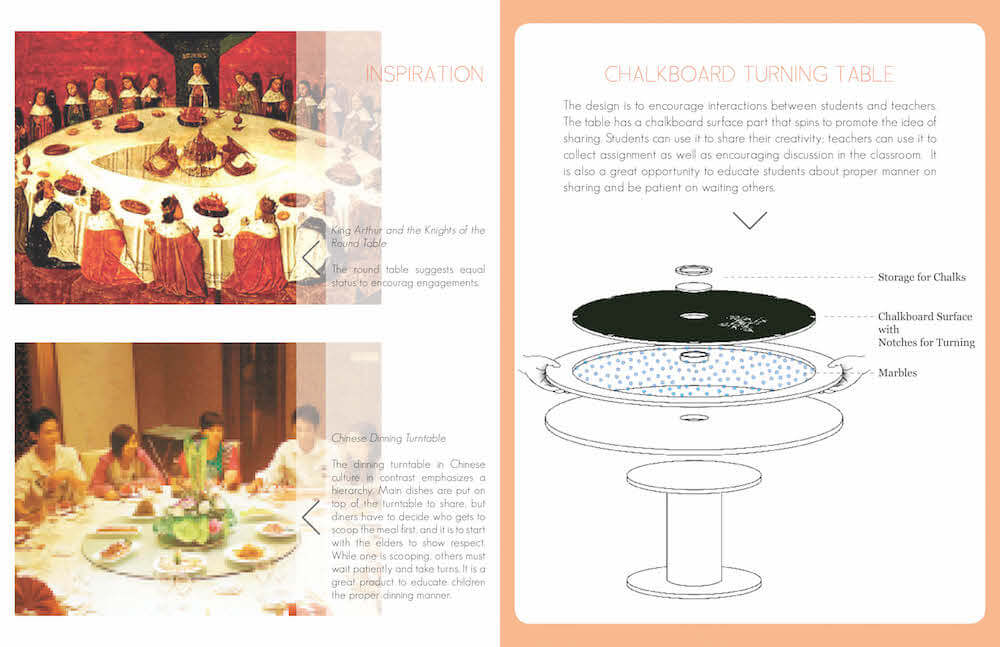 INSPIRATION
King Arthur and the Knights of the
Round Table
The round table suggests equal
status to encourag engagements.
Chinese Dinning Turntable
The dinning turntable in Chinese
culture in contrast emphasizes a
hierarchy. Main dishes are put on
top of the turntable to share, but
diners have to decide who gets to
scoop the meal first, and it is to start
with the elders to show respect.
While one is scooping, others must
wait patiently and take turns. It is a
great product to educate children
the proper dinning manner.
CHALKBOARD TURNING TABLE
The design is to encourage interactions between students and teachers.
The table has a chalkboard surface part that spins to promote the idea of
sharing. Students can use it to share their creativity; teachers can use it to
collect assignment as well as encouraging discussion in the classroom. It
is also a great opportunity to educate students about proper manner on
sharing and be patient on waiting others.
Storage for Chalks
Chalkboard Surface
with
Notches for Turning
Marbles